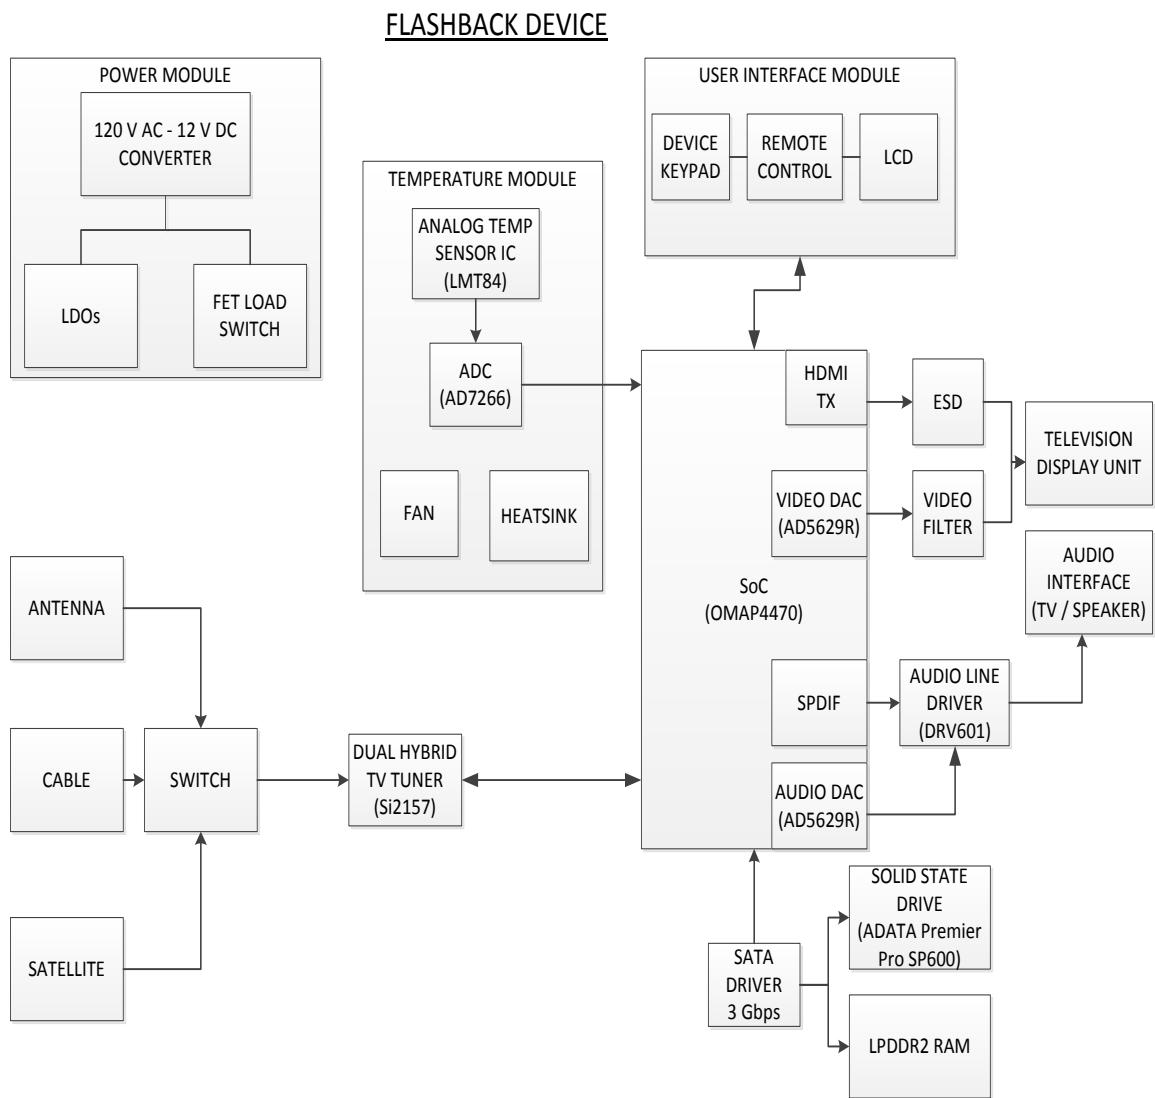 FLASHBACK DEVICE
POWER MODULE
120 V AC - 12 V DC
CONVERTER
LDOs
FET LOAD
SWITCH
TEMPERATURE MODULE
ANALOG TEMP
SENSOR IC
(LMT84)
ADC
(AD7266)
FAN
HEATSINK
USER INTERFACE MODULE
DEVICE
KEYPAD
REMOTE
CONTROL
LCD
HDMI
TX
ESD
TELEVISION
DISPLAY UNIT
VIDEO DAC
(AD5629R)
VIDEO
FILTER
SoC
(OMAP4470)
AUDIO
INTERFACE
(TV / SPEAKER)
SPDIF
AUDIO LINE
DRIVER
(DRV601)
AUDIO DAC
(AD5629R)
ANTENNA
CABLE
SWITCH
DUAL HYBRID
TV TUNER
(Si2157)
SATELLITE
SATA
DRIVER
3 Gbps
SOLID STATE
DRIVE
(ADATA Premier
Pro SP600)
LPDDR2 RAM